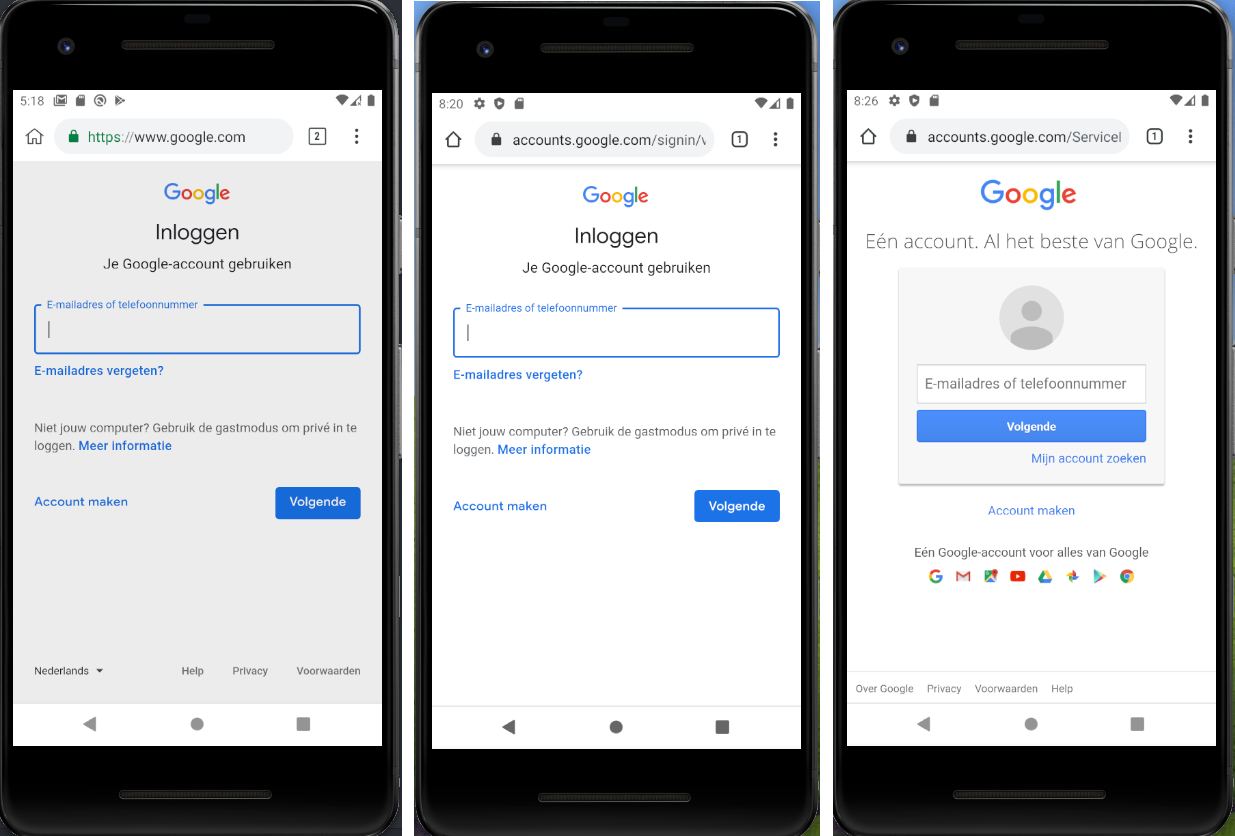 5:18
https://www.google.com
2
Google
Inloggen
Je Google-account gebruiken
E-mailadres of telefoonnummer
E-mailadres vergeten?
Niet jouw computer? Gebruik de gastmodus om privé in te
loggen. Meer informatie
Account maken
Volgende
Nederlands
Help
Privacy
Voorwaarden
8:20
accounts.google.com/signin/v
1
Google
Inloggen
Je Google-account gebruiken
E-mailadres of telefoonnummer
E-mailadres vergeten?
Niet jouw computer? Gebruik de gastmodus om privé in te
loggen. Meer informatie
Account maken
Volgende
8:26
accounts.google.com/Servicel
1
Google
Eén account. Al het beste van Google.
E-mailadres of telefoonnummer
Volgende
Mijn account zoeken
Account maken
Eén Google-account voor alles van Google
Over Google Privacy Voorwaarden Help